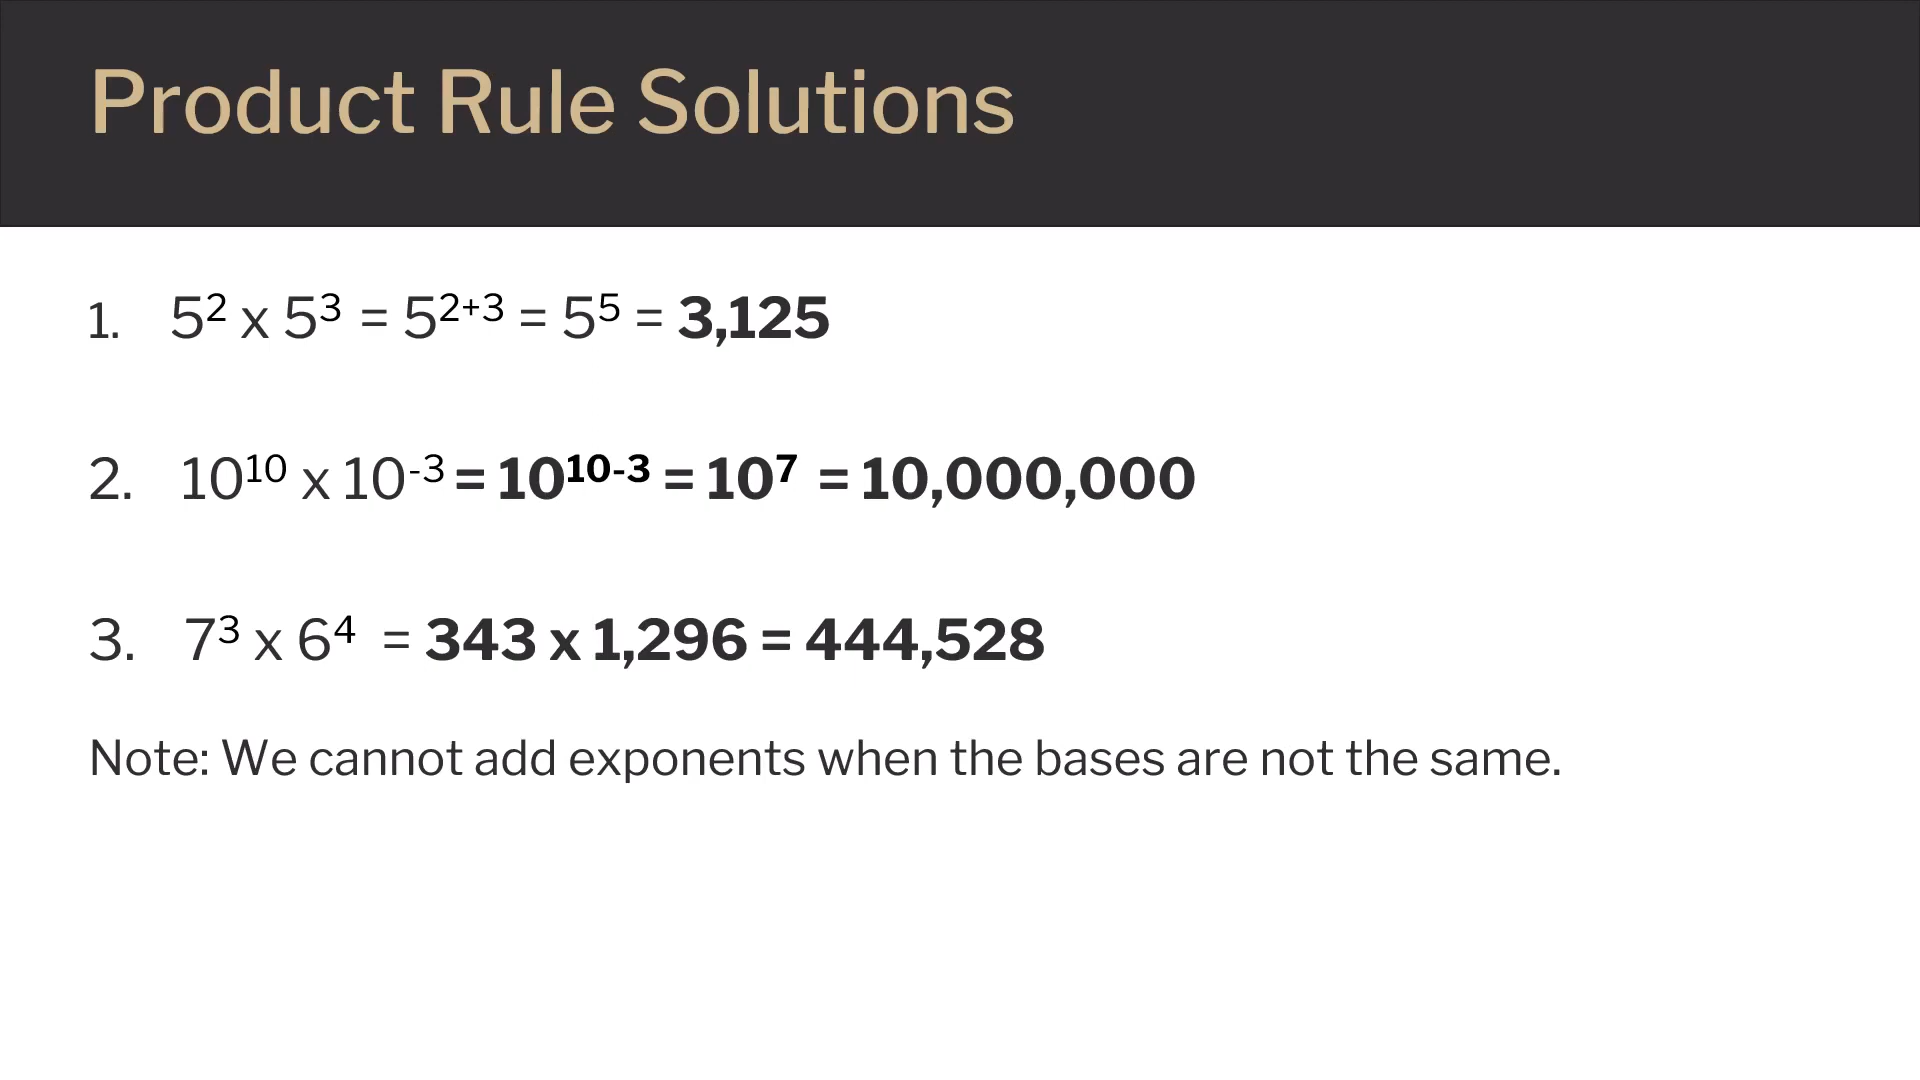 Product Rule Solutions
1. 5² x 5³ = 5²⁺³ = 5⁵ = 3,125
2. 10¹⁰ x 10⁻³ = 10¹⁰⁻³ = 10⁷ = 10,000,000
3. 7³ x 6⁴ = 343 x 1,296 = 444,528
Note: We cannot add exponents when the bases are not the same.